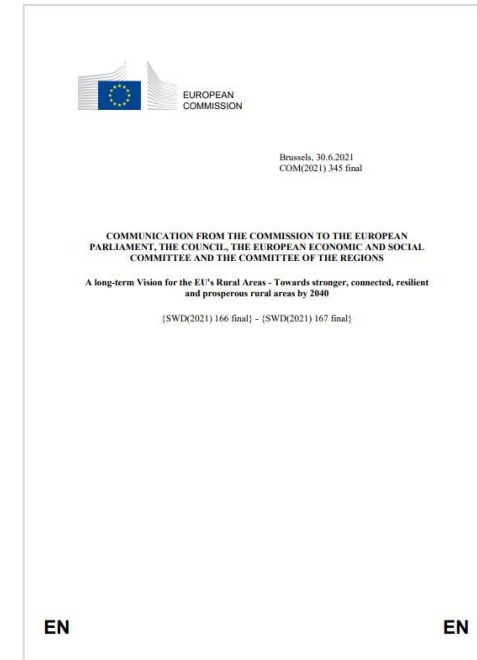 EUROPEAN
COMMISSION
Brussels, 30.6.2021
COM(2021) 345 final
COMMUNICATION FROM THE COMMISSION TO THE EUROPEAN
PARLIAMENT, THE COUNCIL, THE EUROPEAN ECONOMIC AND SOCIAL
COMMITTEE AND THE COMMITTEE OF THE REGIONS
A long-term Vision for the EU's Rural Areas - Towards stronger, connected, resilient
and prosperous rural areas by 2040
{SWD(2021) 166 final} - {SWD(2021) 167 final}
EN EN